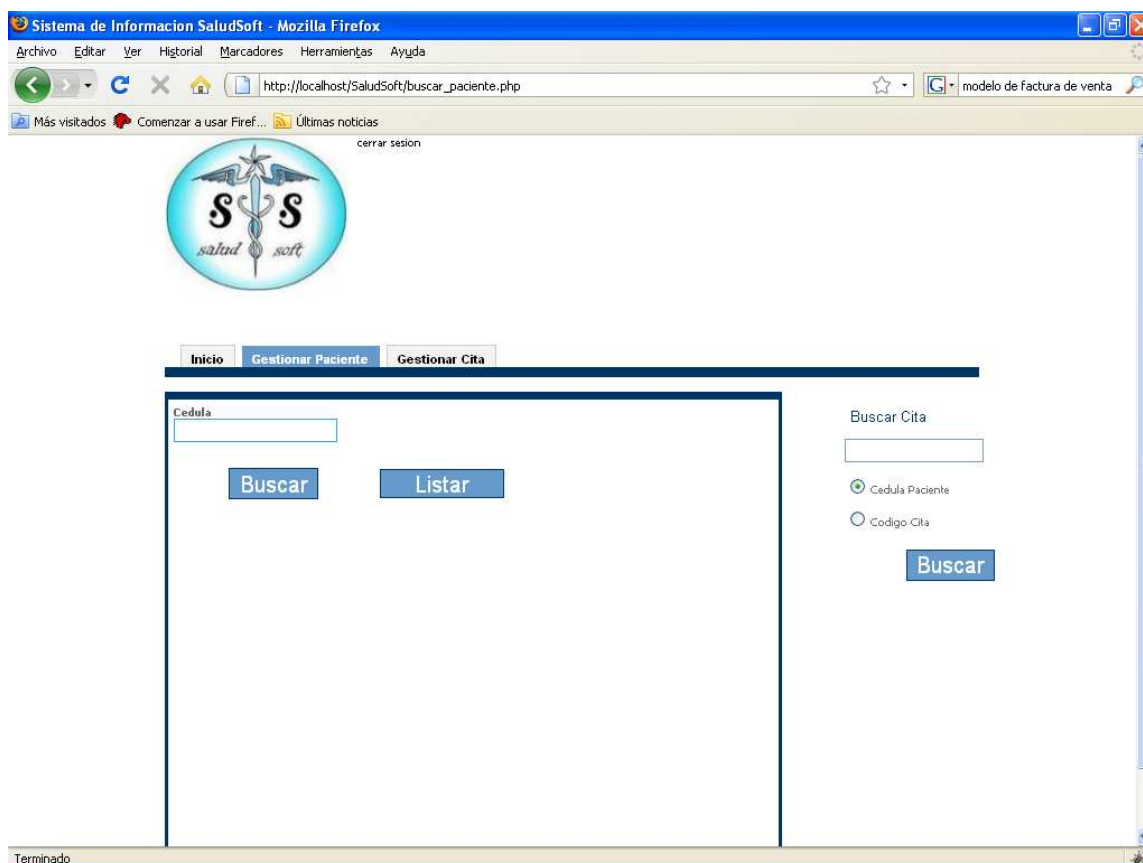 Sistema de Informacion SaludSoft - Mozilla Firefox
Archivo Editar Ver Historial Marcadores Herramientas Ayuda
http://localhost/SaludSoft/buscar_paciente.php
G modelo de factura de venta
Más visitados Comenzar a usar Firef... Últimas noticias
cerrar sesion
S S
salud soft
Inicio Gestionar Paciente Gestionar Cita
Cedula
Buscar Listar
Buscar Cita
Cedula Paciente
Codigo Cita
Buscar
Terminado